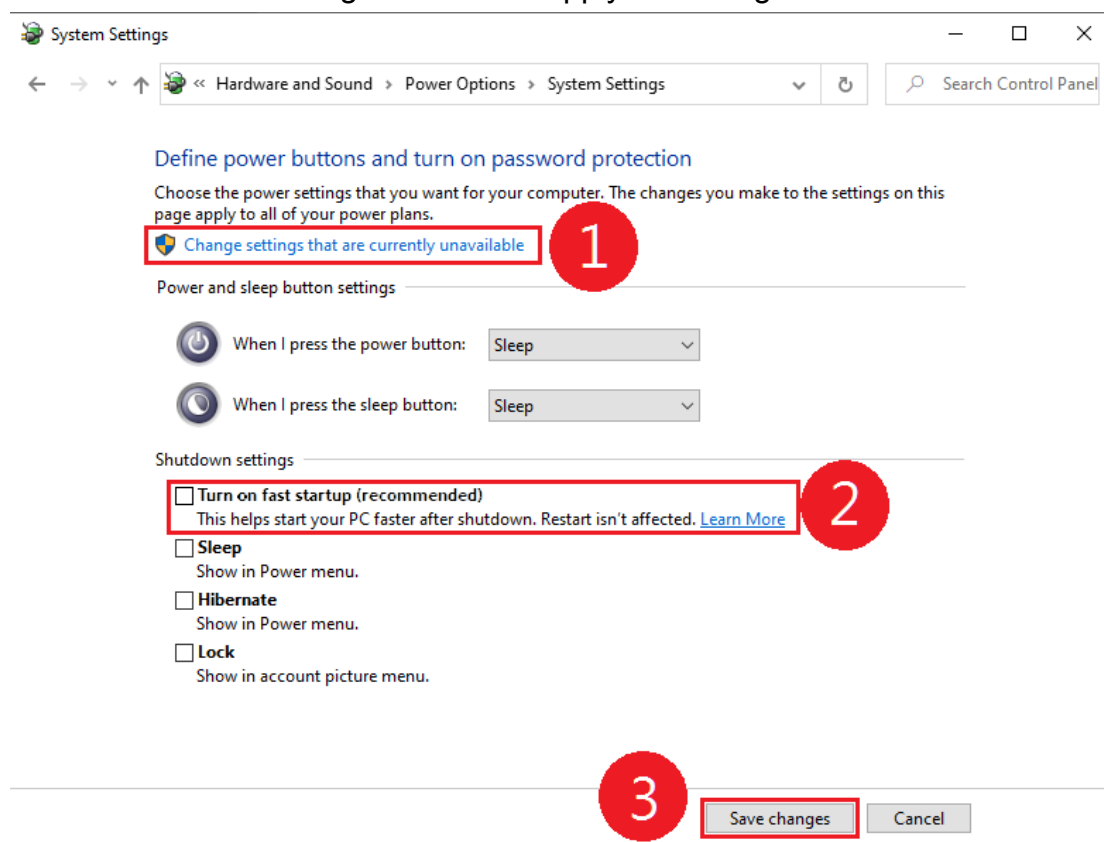 apply
System Settings
« Hardware and Sound > Power Options > System Settings
Search Control Panel
Define power buttons and turn on password protection
Choose the power settings that you want for your computer. The changes you make to the settings on this
page apply to all of your power plans.
Change settings that are currently unavailable
1
Power and sleep button settings
When I press the power button: Sleep
When I press the sleep button: Sleep
Shutdown settings
Turn on fast startup (recommended)
This helps start your PC faster after shutdown. Restart isn't affected. Learn More
2
Sleep
Show in Power menu.
Hibernate
Show in Power menu.
Lock
Show in account picture menu.
3
Save changes Cancel